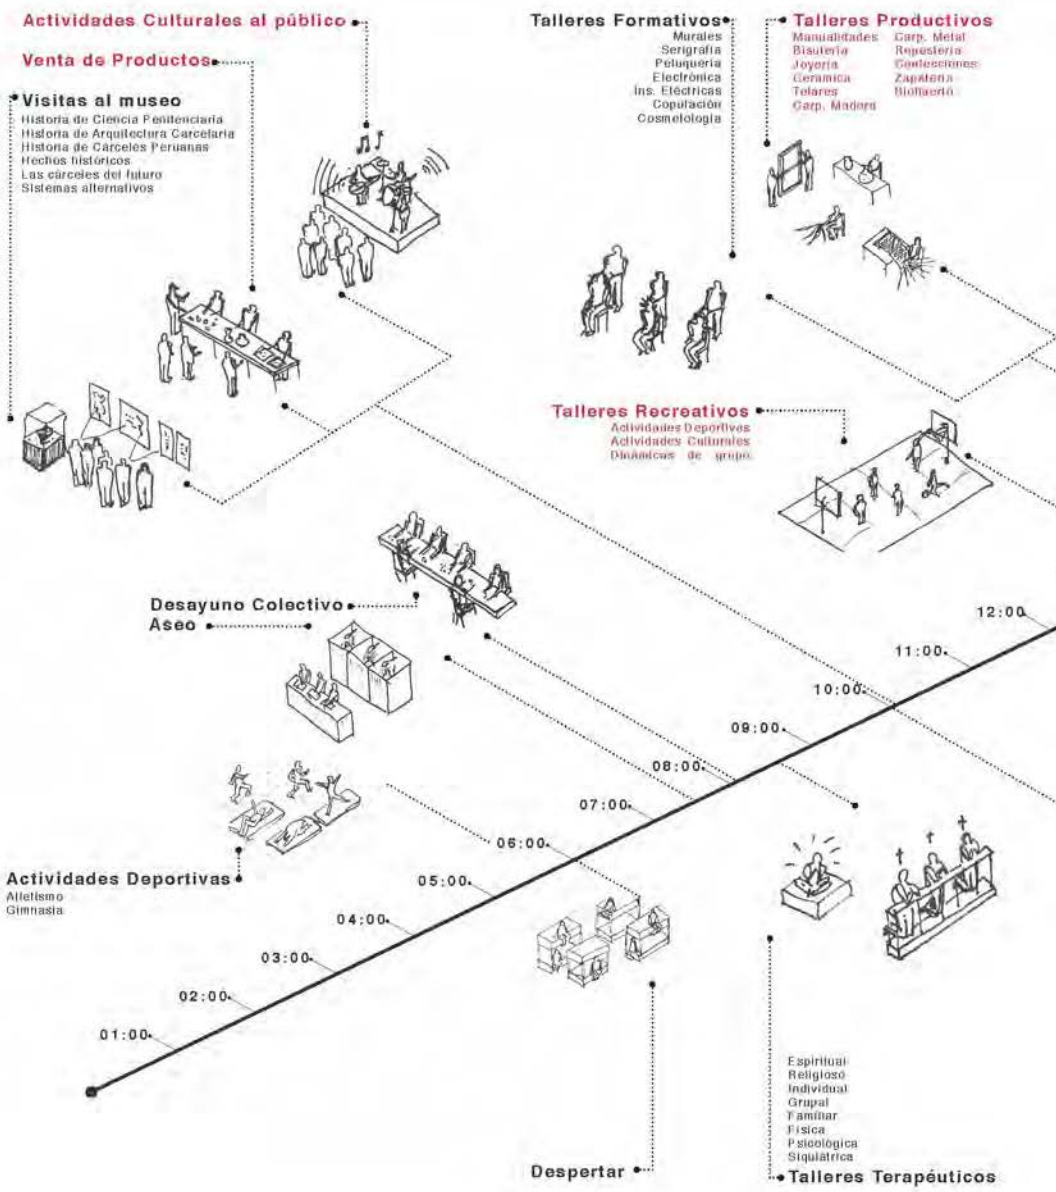 Actividades Culturales al público
Venta de Productos
Visitas al museo
Historia de Ciencia Penitenciaria
Historia de Arquitectura Carcelaria
Historia de Cárceles Peruanas
Hechos históricos
Las cárceles del futuro
Sistemas alternativos
Talleres Formativos
Murales
Serigrafía
Peluquería
Electrónica
Ins. Eléctricas
Copulación
Cosmetología
Talleres Productivos
Manualidades Carp. Metal
Bisutería Repostería
Joyería Confecciones
Cerámica Zapatería
Telares Biohuerto
Carp. Madera
Talleres Recreativos
Actividades Deportivas
Actividades Culturales
Dinámicas de grupo
Desayuno Colectivo
Aseo
12:00
11:00
10:00
09:00
08:00
07:00
06:00
05:00
04:00
03:00
02:00
01:00
Actividades Deportivas
Atletismo
Gimnasia
Espiritual
Religioso
Individual
Grupal
Familiar
Física
Psicológica
Siquiátrica
Despertar
Talleres Terapéuticos